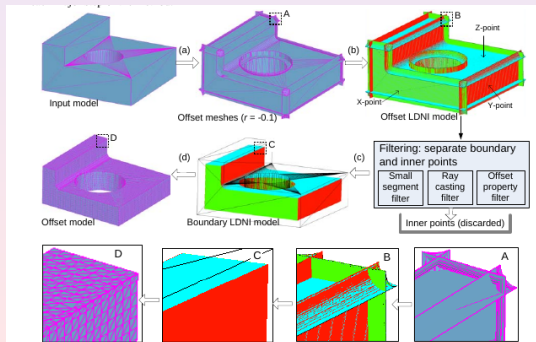 A
B
(a)
(b)
Z-point
X-point
Y-point
Input model
Offset meshes (r = -0.1)
Offset LDNI model
D
C
(d)
(c)
Filtering: separate boundary
and inner points
Small
segment
filter
Ray
casting
filter
Offset
property
filter
Offset model
Boundary LDNI model
Inner points (discarded)
D
C
B
A